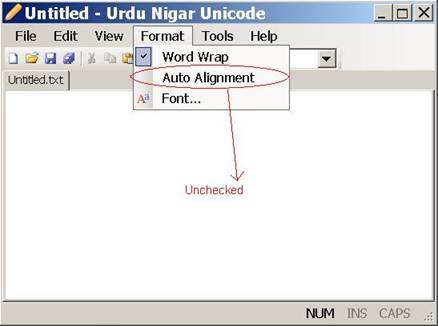 Untitled - Urdu Nigar Unicode
File Edit View Format Tools Help
Word Wrap
Auto Alignment
Font...
Untitled.txt
Unchecked
NUM INS CAPS